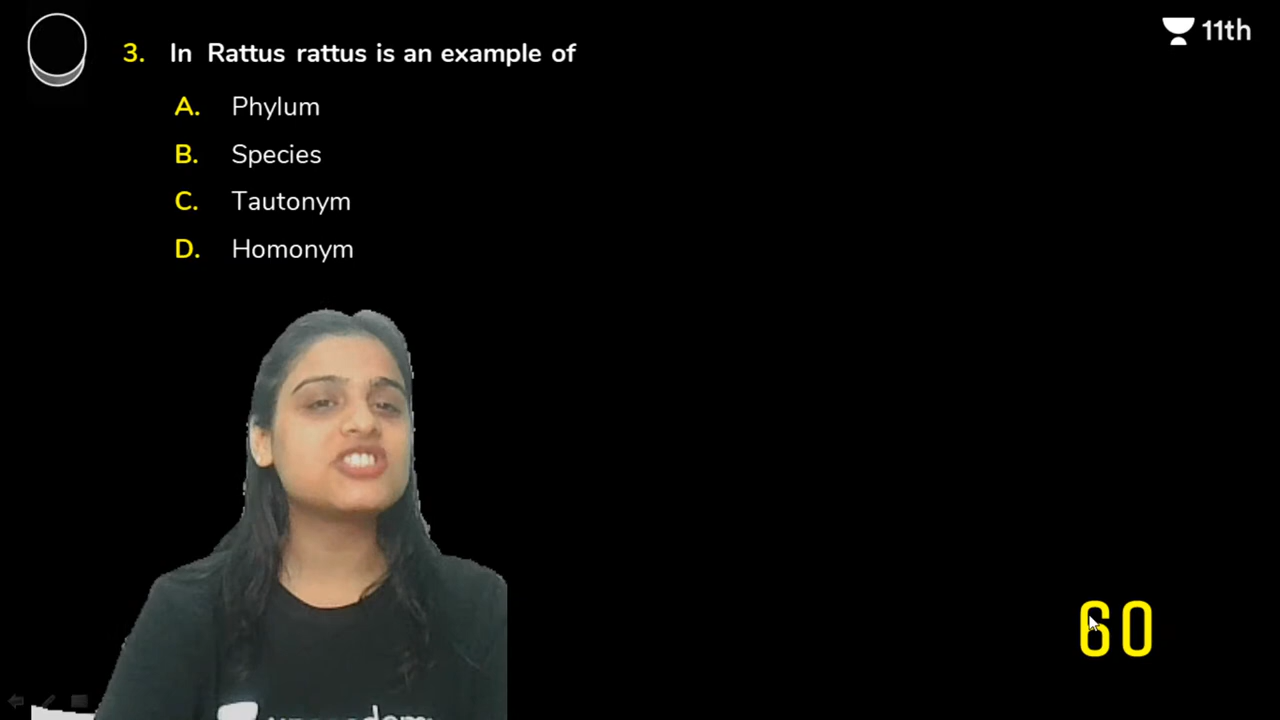 3. In Rattus rattus is an example of
11th
A. Phylum
B. Species
C. Tautonym
D. Homonym
60